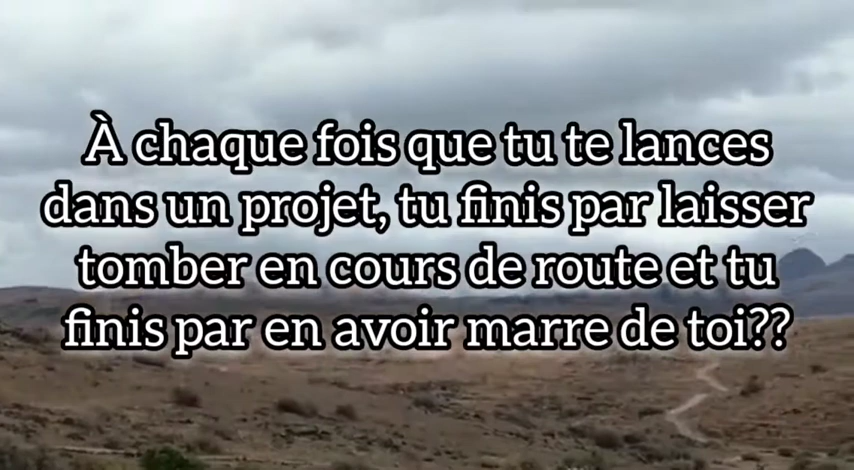 À chaque fois que tu te lances
dans un projet, tu finis par laisser
tomber en cours de route et tu
finis par en avoir marre de toi??